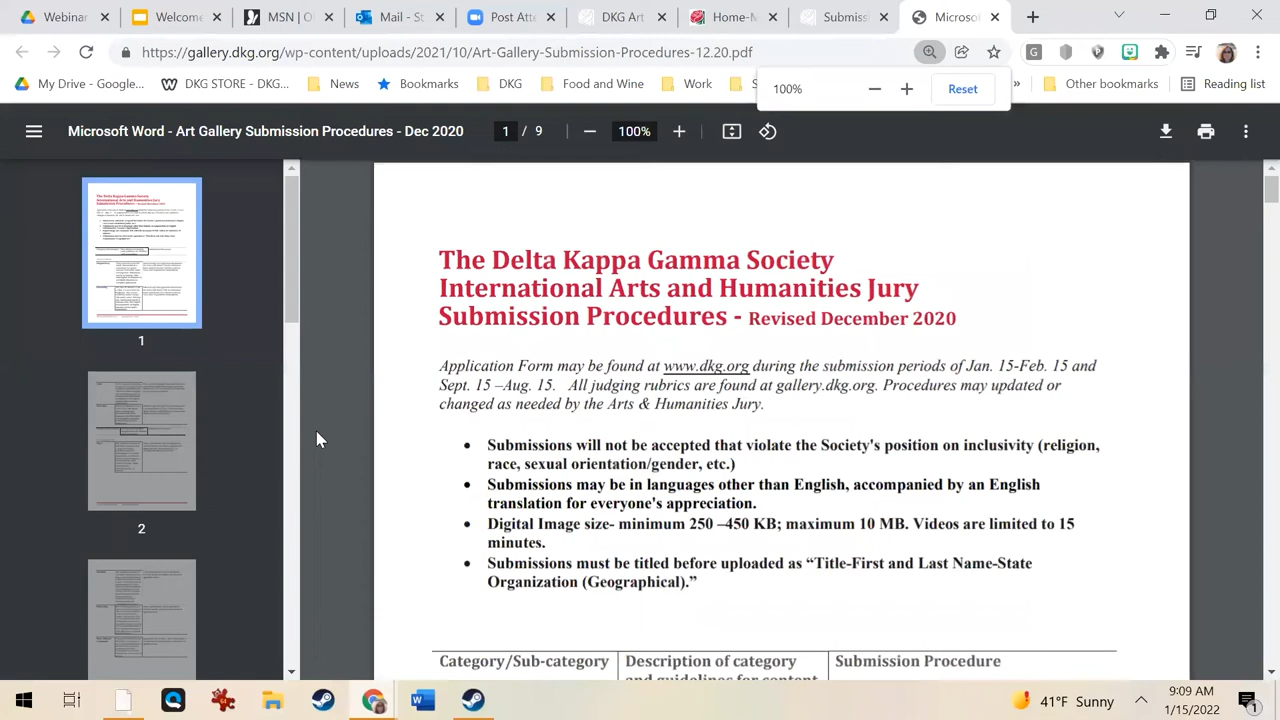 My Drive - C
Welcome
MSN | O
Mail - St
Post Atte
DKG Art
Home-M
Submiss
Microso
https://gallery.dkg.org/wp-content/uploads/2021/10/Art-Gallery-Submission-Procedures-12.20.pdf
My Drive - Google...
DKG STORE - DKG...
News
Bookmarks
DKG
Food and Wine
Work
S
»
Other bookmarks
Reading list
100%
Reset
Microsoft Word - Art Gallery Submission Procedures - Dec 2020
1 / 9
100%
The Delta Kappa Gamma Society
International Arts and Humanities Jury
Submission Procedures - Revised December 2020
1
Application Form may be found at www.dkg.org during the submission periods of Jan. 15-Feb. 15 and
Sept. 15 –Aug. 15. All judging rubrics are found at gallery.dkg.org. Procedures may updated or
changed as needed by the Arts & Humanities Jury.
• Submissions will not be accepted that violate the Society's position on inclusivity (religion,
race, sexual orientation/gender, etc.)
• Submissions may be in languages other than English, accompanied by an English
translation for everyone's appreciation.
• Digital Image size- minimum 250 –450 KB; maximum 10 MB. Videos are limited to 15
minutes.
• Submissions must be titled before uploaded as “Title-First and Last Name-State
Organization (Geographical).”
2
Category/Sub-category
Description of category
and guidelines for content
Submission Procedure
41°F Sunny
9:09 AM
1/15/2022
1